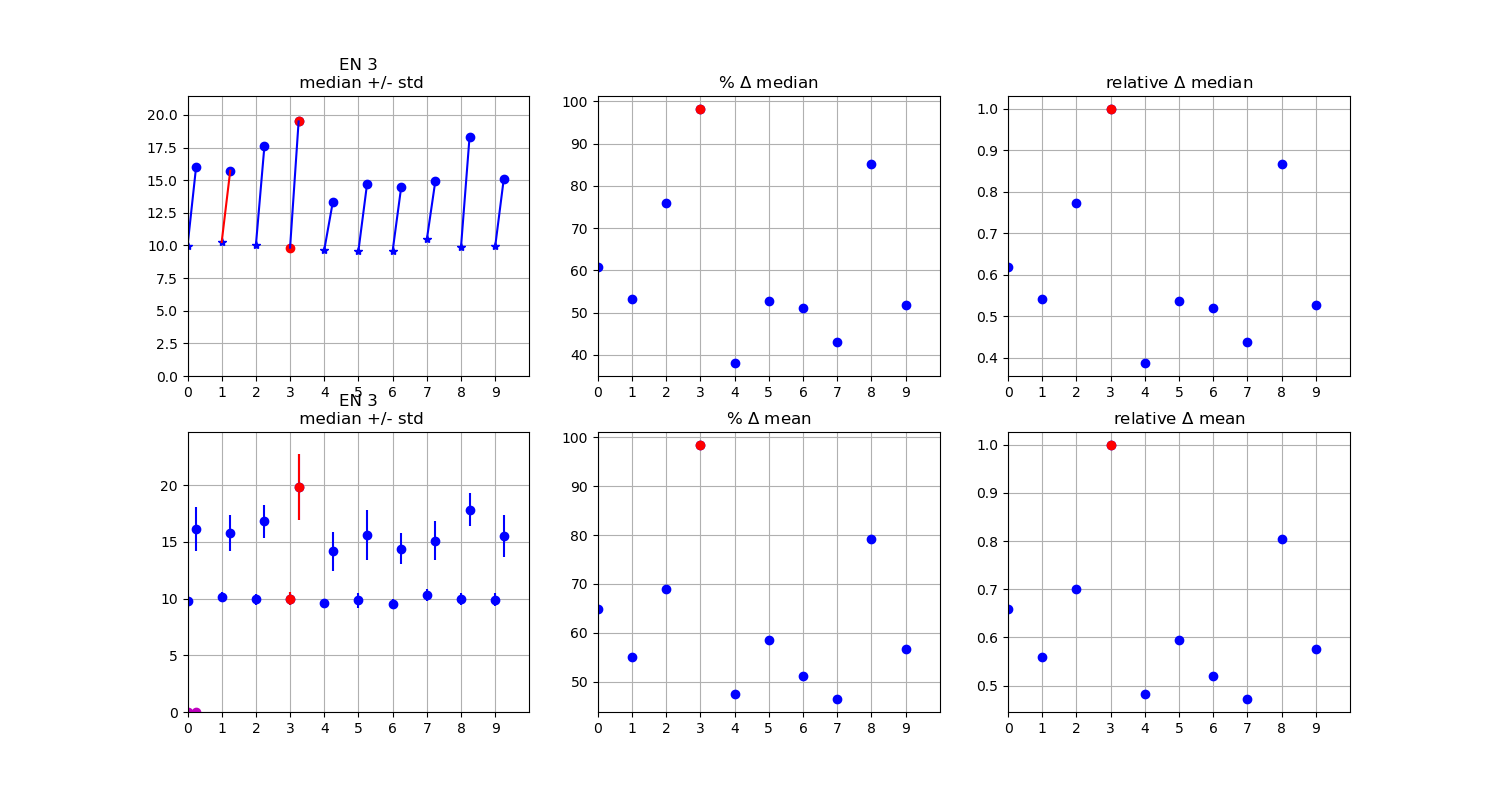 EN 3
median +/- std
20.0
17.5
15.0
12.5
10.0
7.5
5.0
2.5
0.0
0 1 2 3 4 5 6 7 8 9
% Δ median
100
90
80
70
60
50
40
0 1 2 3 4 5 6 7 8 9
relative Δ median
1.0
0.9
0.8
0.7
0.6
0.5
0.4
0 1 2 3 4 5 6 7 8 9
EN 3
median +/- std
20
15
10
5
0
0 1 2 3 4 5 6 7 8 9
% Δ mean
100
90
80
70
60
50
0 1 2 3 4 5 6 7 8 9
relative Δ mean
1.0
0.9
0.8
0.7
0.6
0.5
0 1 2 3 4 5 6 7 8 9